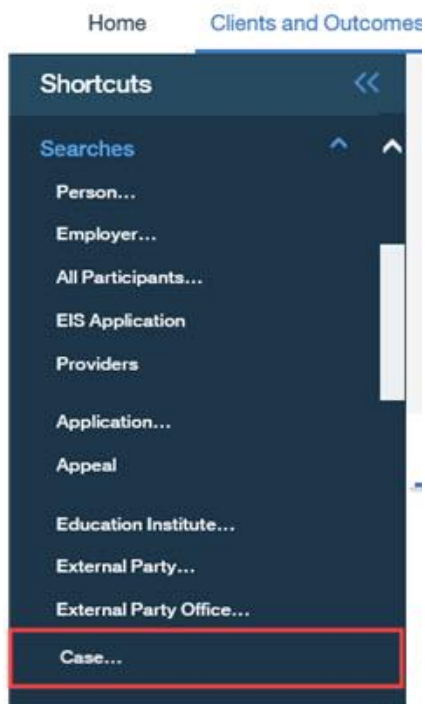 Home Clients and Outcomes
Shortcuts
Searches
Person...
Employer...
All Participants...
EIS Application
Providers
Application...
Appeal
Education Institute...
External Party...
External Party Office...
Case...